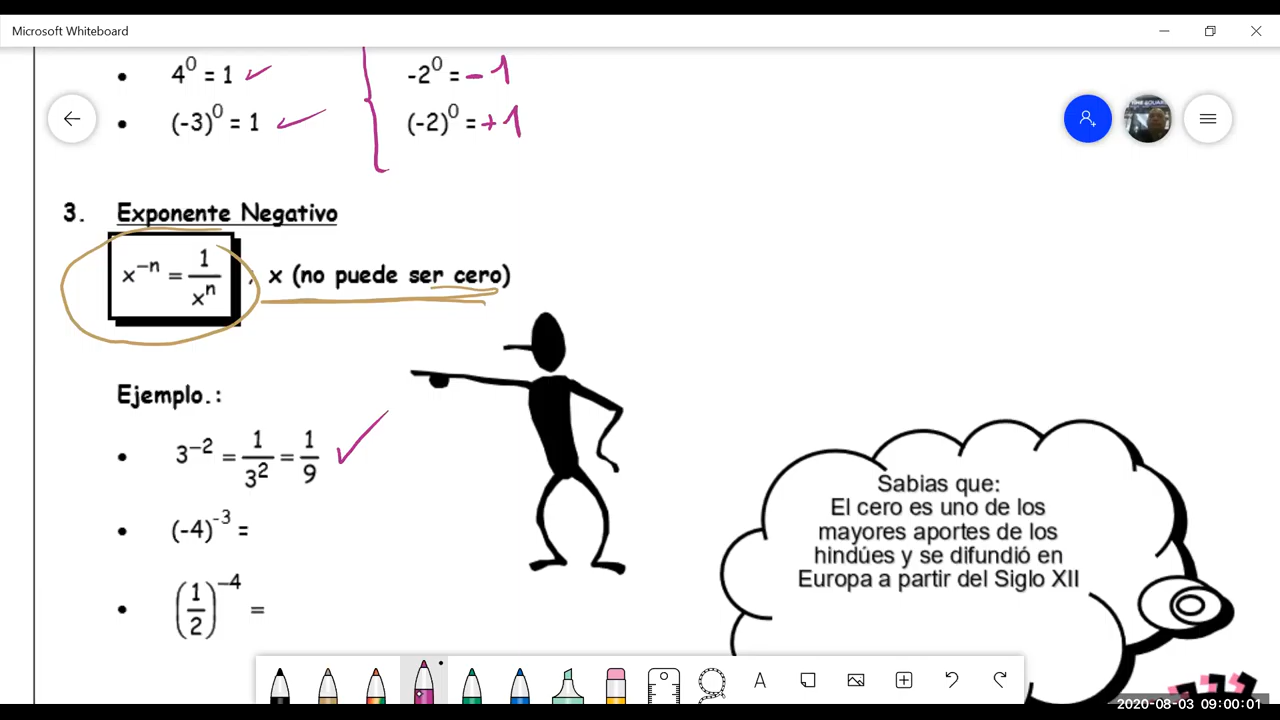 Microsoft Whiteboard
• 4⁰ = 1 ✓ -2⁰ = -1
• (-3)⁰ = 1 ✓ (-2)⁰ = +1
3. Exponente Negativo
x⁻ⁿ = 1/xⁿ , x (no puede ser cero)
Ejemplo.:
• 3⁻² = 1/3² = 1/9 ✓
• (-4)⁻³ =
• (1/2)⁻⁴ =
Sabias que:
El cero es uno de los
mayores aportes de los
hindúes y se difundió en
Europa a partir del Siglo XII
A
2020-08-03 09:00:01